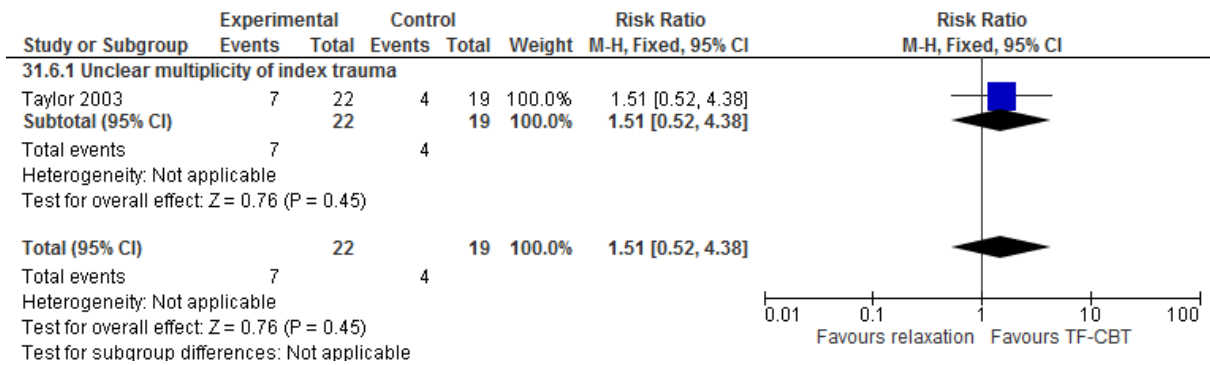 Experimental Control Risk Ratio Risk Ratio
Study or Subgroup Events Total Events Total Weight M-H, Fixed, 95% CI M-H, Fixed, 95% CI
31.6.1 Unclear multiplicity of index trauma
Taylor 2003 7 22 4 19 100.0% 1.51 [0.52, 4.38]
Subtotal (95% CI) 22 19 100.0% 1.51 [0.52, 4.38]
Total events 7 4
Heterogeneity: Not applicable
Test for overall effect: Z = 0.76 (P = 0.45)
Total (95% CI) 22 19 100.0% 1.51 [0.52, 4.38]
Total events 7 4
Heterogeneity: Not applicable
Test for overall effect: Z = 0.76 (P = 0.45)
Test for subgroup differences: Not applicable
0.01 0.1 1 10 100
Favours relaxation Favours TF-CBT